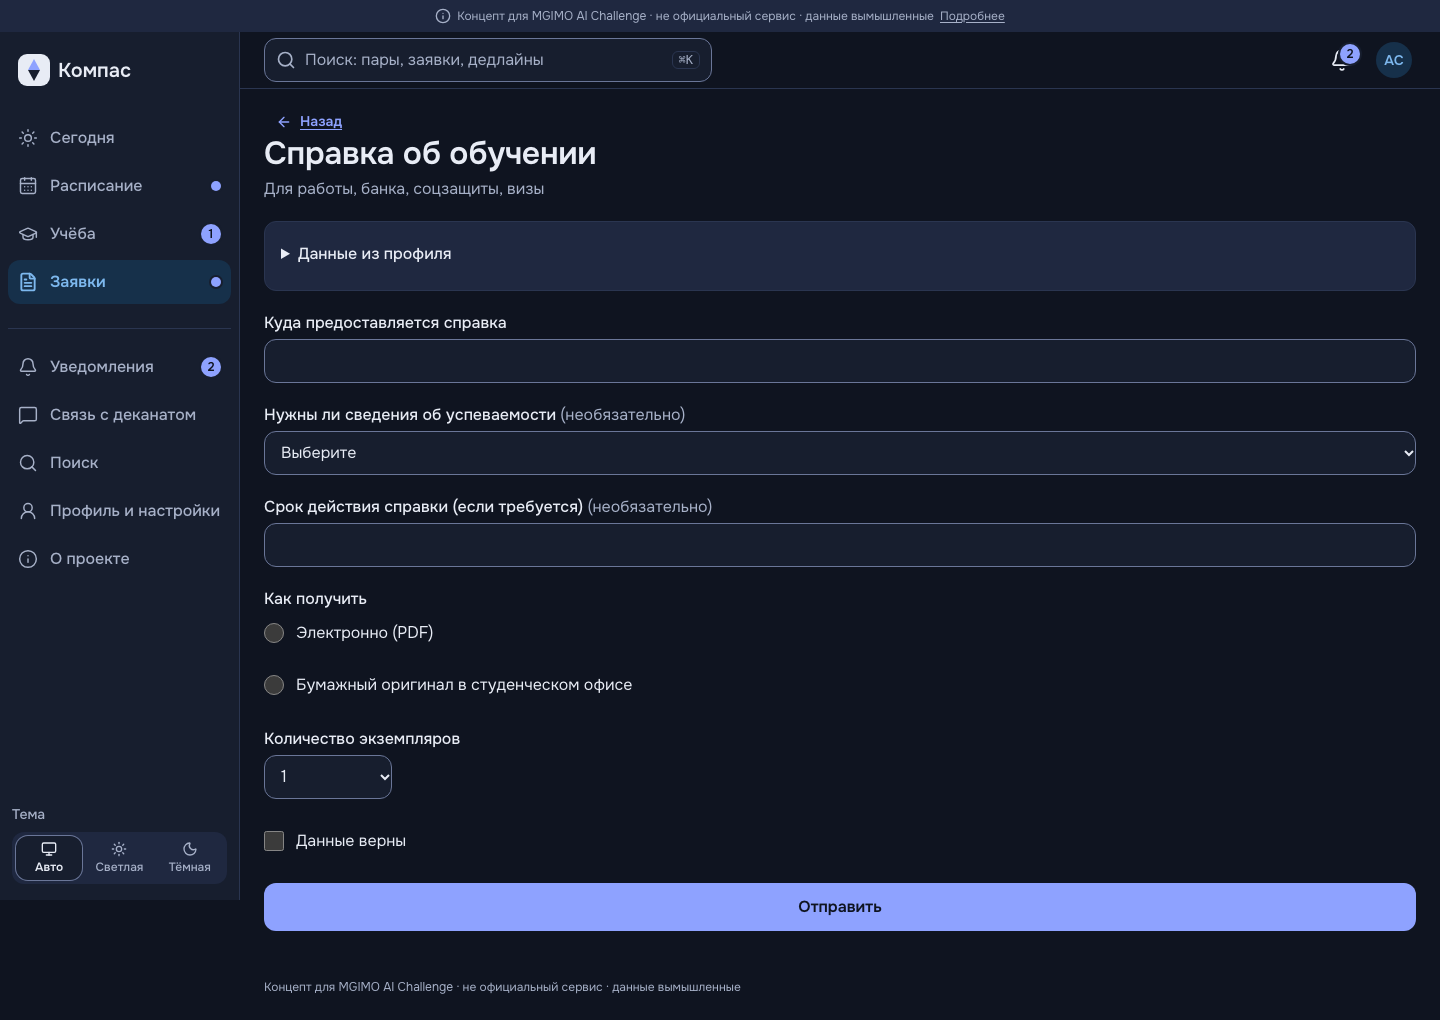 Концепт для MGIMO AI Challenge · не официальный сервис · данные вымышленные Подробнее
Компас
Поиск: пары, заявки, дедлайны
⌘K
2
АС
Сегодня
Расписание
Учёба
1
Заявки
Уведомления
2
Связь с деканатом
Поиск
Профиль и настройки
О проекте
Тема
Авто
Светлая
Тёмная
Назад
Справка об обучении
Для работы, банка, соцзащиты, визы
Данные из профиля
Куда предоставляется справка
Нужны ли сведения об успеваемости (необязательно)
Выберите
Срок действия справки (если требуется) (необязательно)
Как получить
Электронно (PDF)
Бумажный оригинал в студенческом офисе
Количество экземпляров
1
Данные верны
Отправить
Концепт для MGIMO AI Challenge · не официальный сервис · данные вымышленные